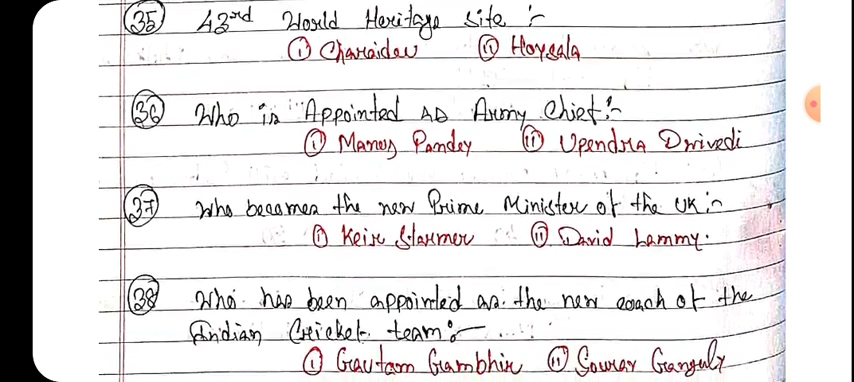 35 43rd World Heritage site :-
(i) Charaideu (ii) Hoysala
36 Who is Appointed as Army Chief :-
(i) Manoj Pandey (ii) Upendra Dwivedi
37 Who becomes the new Prime Minister of the UK :-
(i) Keir Starmer (ii) David Lammy.
38 Who has been appointed as the new coach of the
Indian Cricket team :-
(i) Gautam Gambhir (ii) Sourav Ganguly